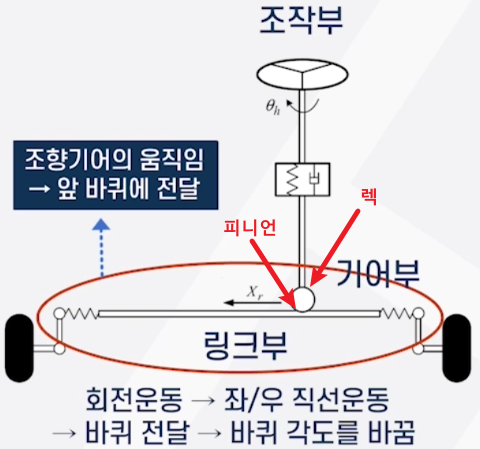 조작부
θh
조향기어의 움직임
→ 앞 바퀴에 전달
렉
피니언
기어부
Xr
링크부
회전운동 → 좌/우 직선운동
→ 바퀴 전달 → 바퀴 각도를 바꿈